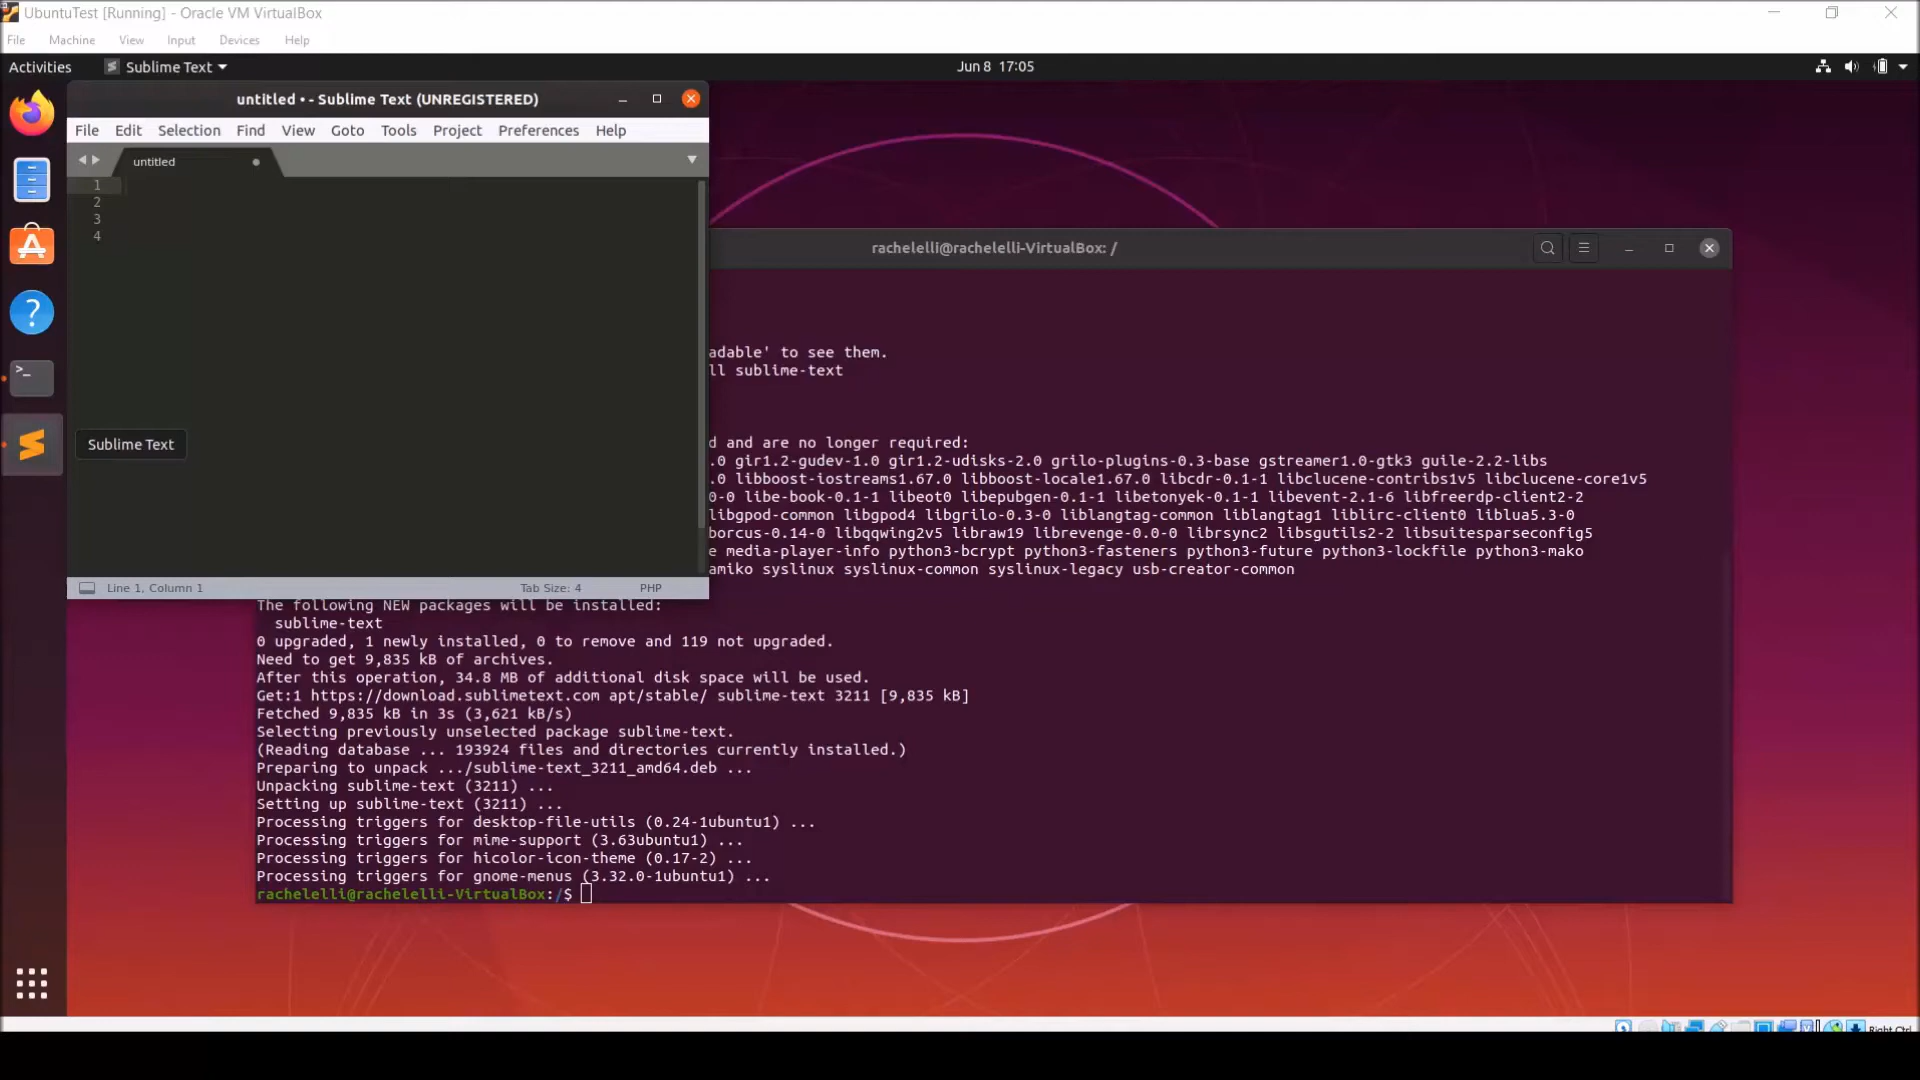 UbuntuTest [Running] - Oracle VM VirtualBox
File Machine View Input Devices Help
Activities Sublime Text Jun 8 17:05
untitled • - Sublime Text (UNREGISTERED)
File Edit Selection Find View Goto Tools Project Preferences Help
untitled
1
2
3
4
Sublime Text
Line 1, Column 1 Tab Size: 4 PHP
rachelelli@rachelelli-VirtualBox: /
adable' to see them.
ll sublime-text
d and are no longer required:
.0 gir1.2-gudev-1.0 gir1.2-udisks-2.0 grilo-plugins-0.3-base gstreamer1.0-gtk3 guile-2.2-libs
.0 libboost-iostreams1.67.0 libboost-locale1.67.0 libcdr-0.1-1 libclucene-contribs1v5 libclucene-core1v5
0-0 libe-book-0.1-1 libeot0 libepubgen-0.1-1 libetonyek-0.1-1 libevent-2.1-6 libfreerdp-client2-2
libgpod-common libgpod4 libgrilo-0.3-0 liblangtag-common liblangtag1 liblirc-client0 liblua5.3-0
borcus-0.14-0 libqqwing2v5 libraw19 librevenge-0.0-0 librsync2 libsgutils2-2 libsuitesparseconfig5
e media-player-info python3-bcrypt python3-fasteners python3-future python3-lockfile python3-mako
amiko syslinux syslinux-common syslinux-legacy usb-creator-common
The following NEW packages will be installed:
sublime-text
0 upgraded, 1 newly installed, 0 to remove and 119 not upgraded.
Need to get 9,835 kB of archives.
After this operation, 34.8 MB of additional disk space will be used.
Get:1 https://download.sublimetext.com apt/stable/ sublime-text 3211 [9,835 kB]
Fetched 9,835 kB in 3s (3,621 kB/s)
Selecting previously unselected package sublime-text.
(Reading database ... 193924 files and directories currently installed.)
Preparing to unpack .../sublime-text_3211_amd64.deb ...
Unpacking sublime-text (3211) ...
Setting up sublime-text (3211) ...
Processing triggers for desktop-file-utils (0.24-1ubuntu1) ...
Processing triggers for mime-support (3.63ubuntu1) ...
Processing triggers for hicolor-icon-theme (0.17-2) ...
Processing triggers for gnome-menus (3.32.0-1ubuntu1) ...
rachelelli@rachelelli-VirtualBox:/$
Right Ctrl